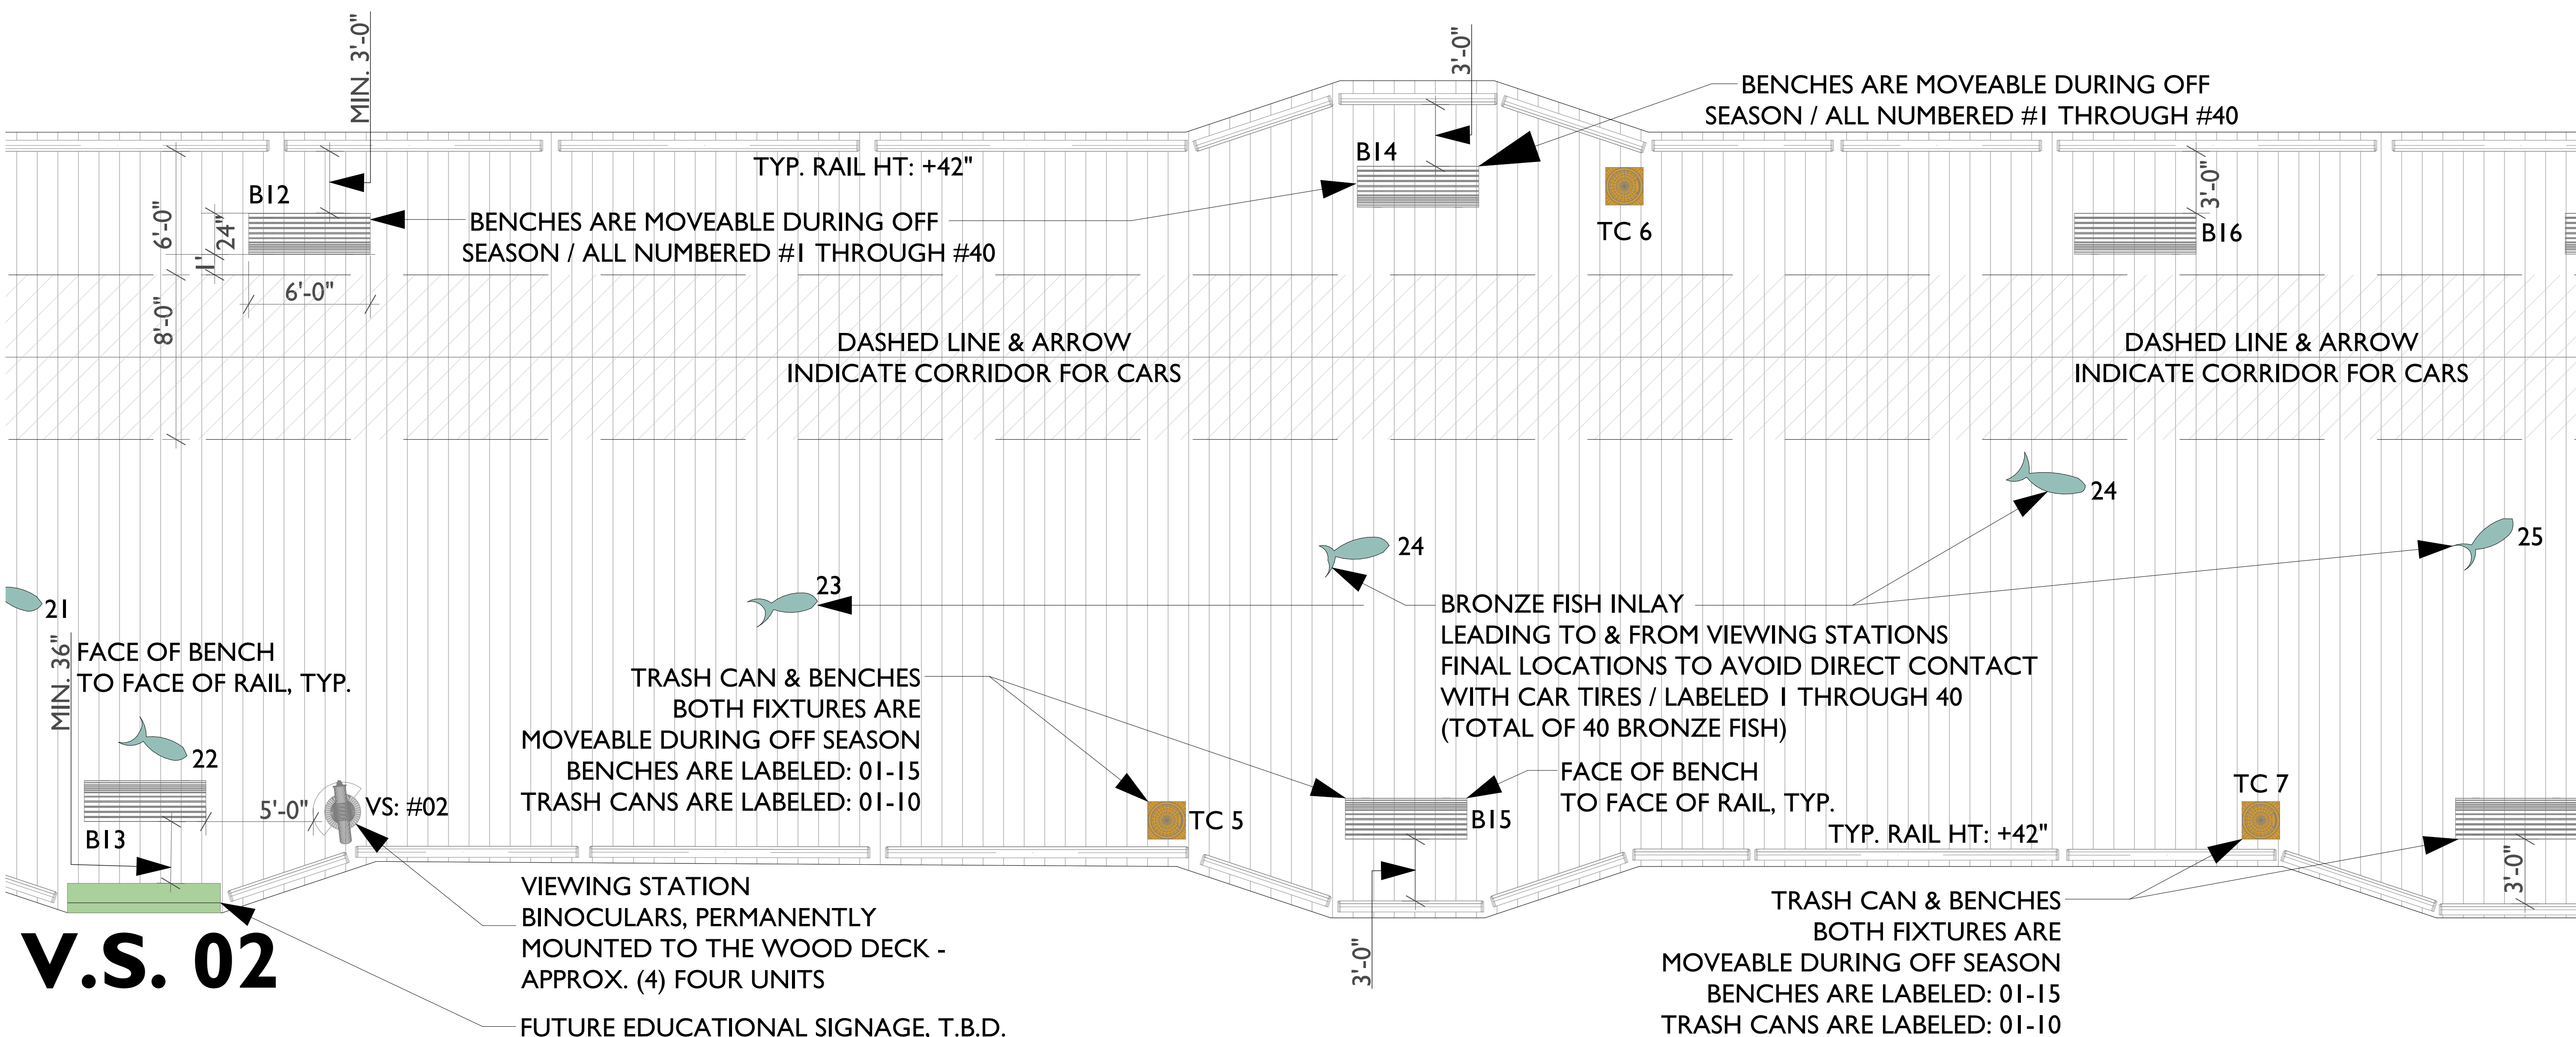 MIN. 3'-0"
3'-0"
BENCHES ARE MOVEABLE DURING OFF
SEASON / ALL NUMBERED #1 THROUGH #40
TYP. RAIL HT: +42"
B14
B12
6'-0"
24"
1'
BENCHES ARE MOVEABLE DURING OFF
SEASON / ALL NUMBERED #1 THROUGH #40
TC 6
3'-0"
B16
6'-0"
8'-0"
DASHED LINE & ARROW
INDICATE CORRIDOR FOR CARS
DASHED LINE & ARROW
INDICATE CORRIDOR FOR CARS
24
25
24
23
21
BRONZE FISH INLAY
LEADING TO & FROM VIEWING STATIONS
FINAL LOCATIONS TO AVOID DIRECT CONTACT
WITH CAR TIRES / LABELED 1 THROUGH 40
(TOTAL OF 40 BRONZE FISH)
MIN. 36"
FACE OF BENCH
TO FACE OF RAIL, TYP.
TRASH CAN & BENCHES
BOTH FIXTURES ARE
MOVEABLE DURING OFF SEASON
BENCHES ARE LABELED: 01-15
TRASH CANS ARE LABELED: 01-10
22
FACE OF BENCH
TO FACE OF RAIL, TYP.
5'-0"
VS: #02
B13
TC 5
B15
TYP. RAIL HT: +42"
TC 7
3'-0"
VIEWING STATION
BINOCULARS, PERMANENTLY
MOUNTED TO THE WOOD DECK -
APPROX. (4) FOUR UNITS
3'-0"
TRASH CAN & BENCHES
BOTH FIXTURES ARE
MOVEABLE DURING OFF SEASON
BENCHES ARE LABELED: 01-15
TRASH CANS ARE LABELED: 01-10
V.S. 02
FUTURE EDUCATIONAL SIGNAGE, T.B.D.